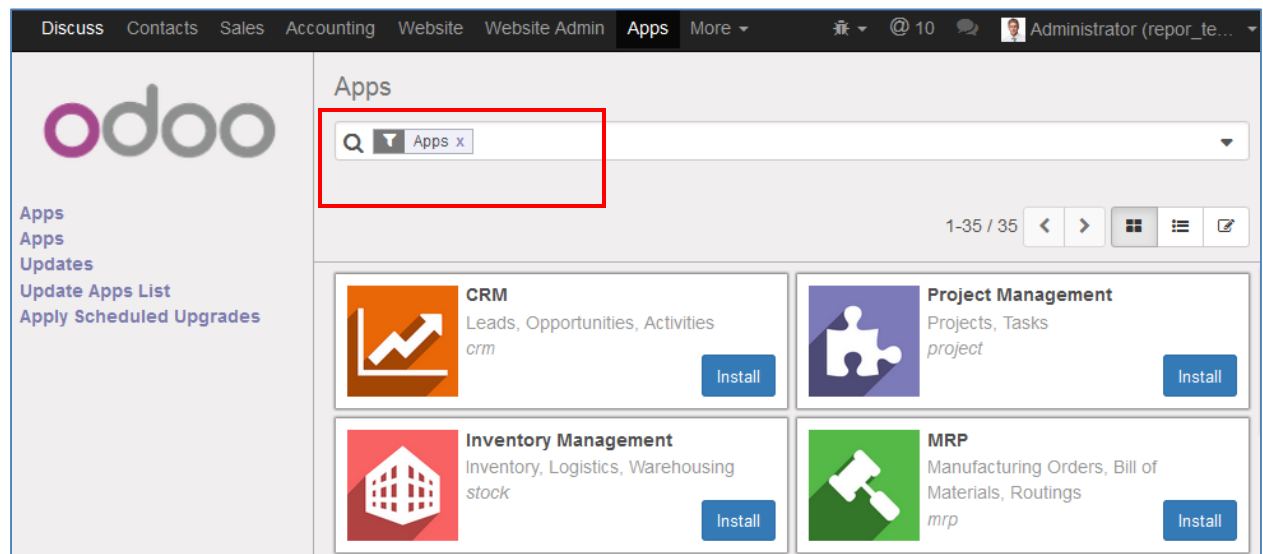 Discuss Contacts Sales Accounting Website Website Admin Apps More @ 10 Administrator (repor_te...
odoo
Apps
Apps x
Apps
Apps
Updates
Update Apps List
Apply Scheduled Upgrades
1-35 / 35
CRM
Leads, Opportunities, Activities
crm
Install
Project Management
Projects, Tasks
project
Install
Inventory Management
Inventory, Logistics, Warehousing
stock
Install
MRP
Manufacturing Orders, Bill of
Materials, Routings
mrp
Install